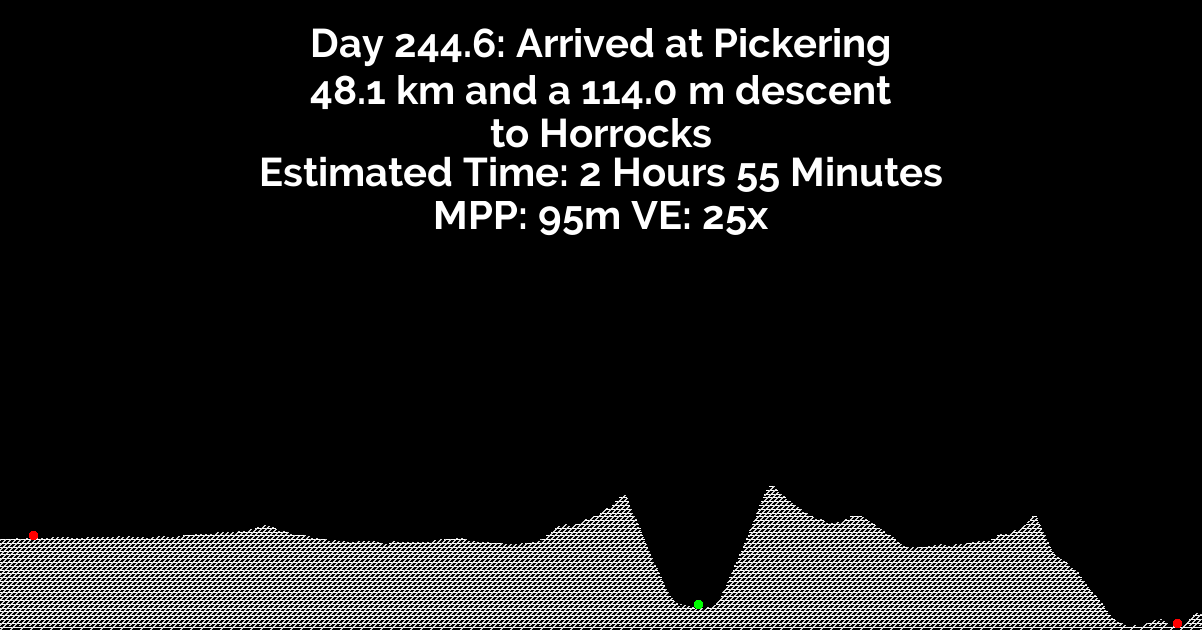 Day 244.6: Arrived at Pickering
48.1 km and a 114.0 m descent
to Horrocks
Estimated Time: 2 Hours 55 Minutes
MPP: 95m VE: 25x